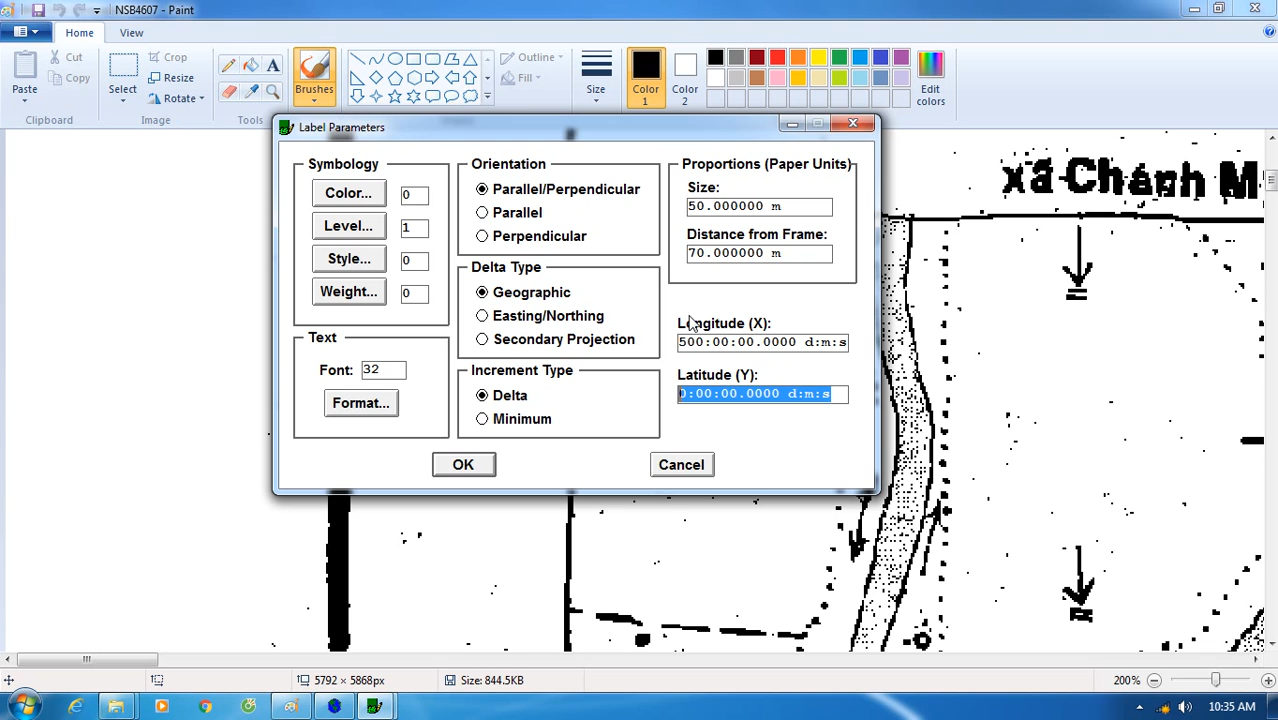 NSB4607 - Paint
Home
View
Paste
Cut
Copy
Clipboard
Select
Crop
Resize
Rotate
Image
Tools
Brushes
Outline
Fill
Size
Color 1
Color 2
Edit colors
xã Chánh M
Label Parameters
Symbology
Color... 0
Level... 1
Style... 0
Weight... 0
Text
Font: 32
Format...
Orientation
Parallel/Perpendicular
Parallel
Perpendicular
Delta Type
Geographic
Easting/Northing
Secondary Projection
Increment Type
Delta
Minimum
Proportions (Paper Units)
Size:
50.000000 m
Distance from Frame:
70.000000 m
Longitude (X):
500:00:00.0000 d:m:s
Latitude (Y):
0:00:00.0000 d:m:s
OK
Cancel
5792 × 5868px
Size: 844.5KB
200%
10:35 AM